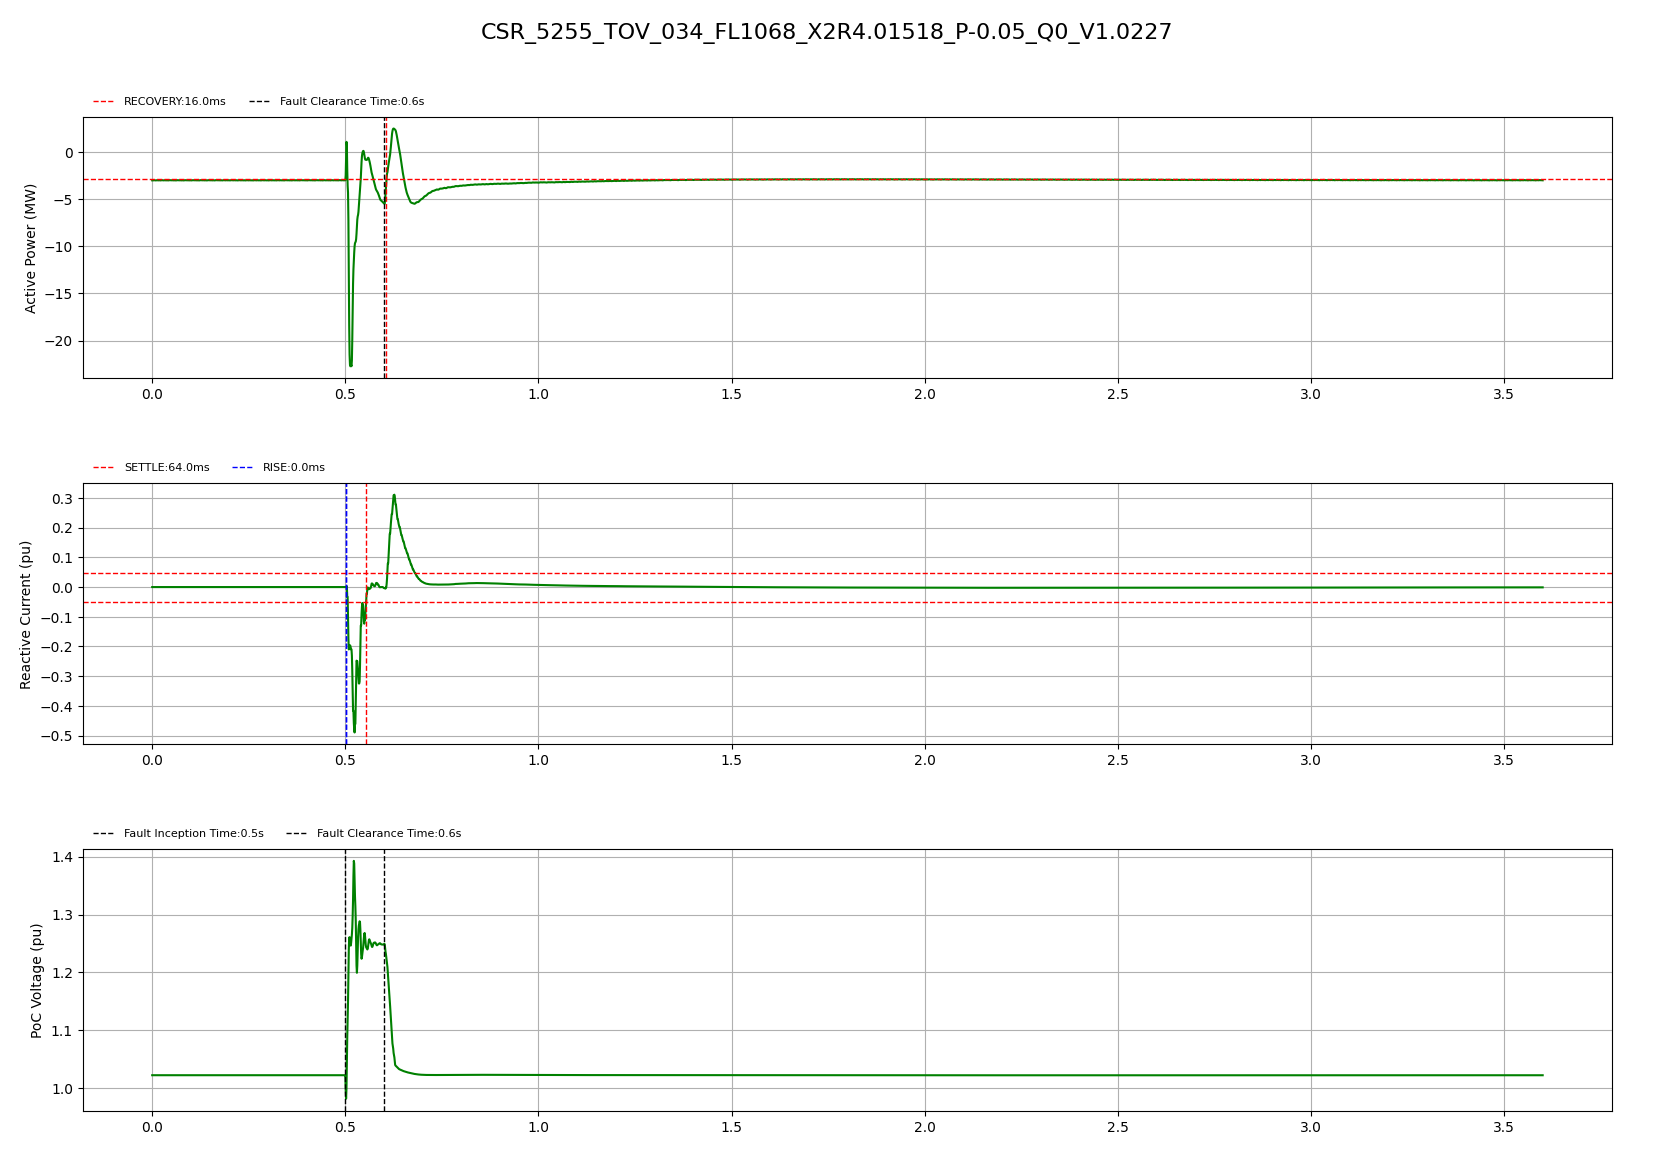 CSR_5255_TOV_034_FL1068_X2R4.01518_P-0.05_Q0_V1.0227
RECOVERY:16.0ms Fault Clearance Time:0.6s
Active Power (MW)
0
−5
−10
−15
−20
0.0 0.5 1.0 1.5 2.0 2.5 3.0 3.5
SETTLE:64.0ms RISE:0.0ms
Reactive Current (pu)
0.3
0.2
0.1
0.0
−0.1
−0.2
−0.3
−0.4
−0.5
0.0 0.5 1.0 1.5 2.0 2.5 3.0 3.5
Fault Inception Time:0.5s Fault Clearance Time:0.6s
PoC Voltage (pu)
1.4
1.3
1.2
1.1
1.0
0.0 0.5 1.0 1.5 2.0 2.5 3.0 3.5